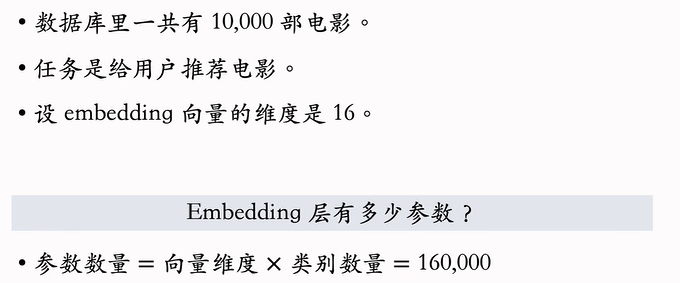 • 数据库里一共有 10,000 部电影。
• 任务是给用户推荐电影。
• 设 embedding 向量的维度是 16。
Embedding 层有多少参数？
• 参数数量 = 向量维度 × 类别数量 = 160,000